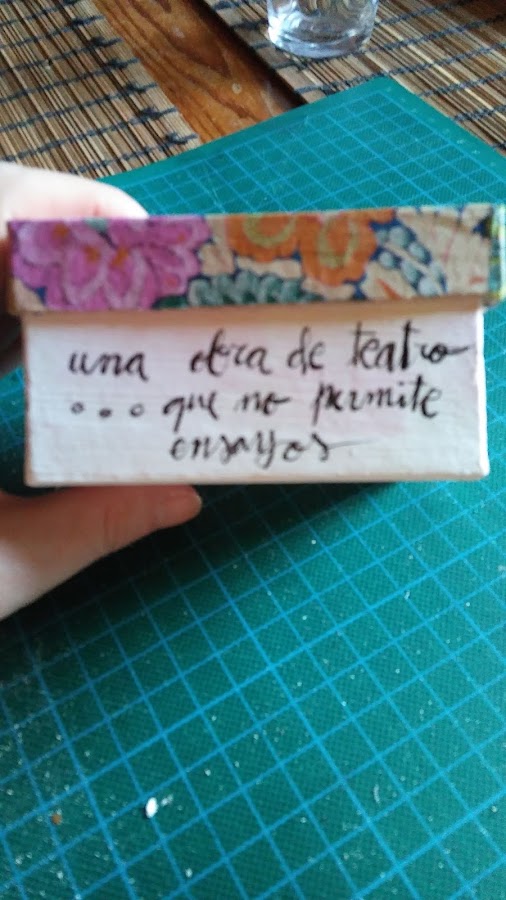 una obra de teatro
... que no permite
ensayos